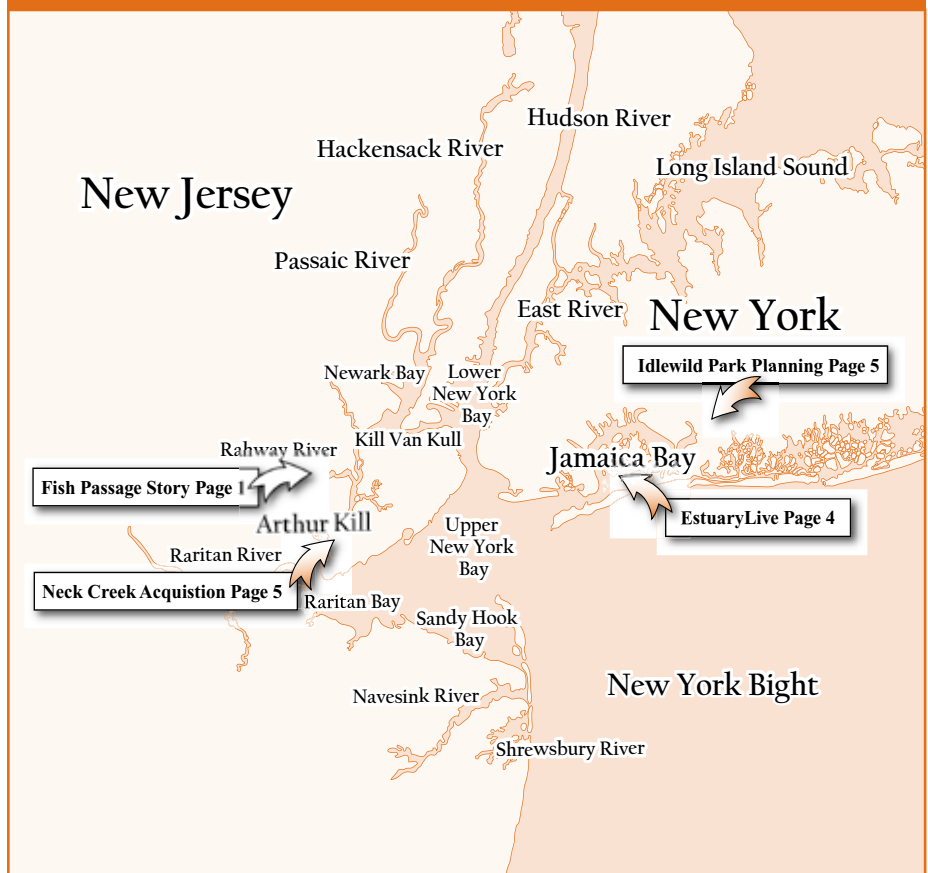 Hudson River
Hackensack River
Long Island Sound
New Jersey
Passaic River
East River
New York
Idlewild Park Planning Page 5
Newark Bay
Lower
New York
Bay
Kill Van Kull
Rahway River
Jamaica Bay
Fish Passage Story Page 1
EstuaryLive Page 4
Arthur Kill
Upper
New York
Bay
Raritan River
Neck Creek Acquistion Page 5
Raritan Bay
Sandy Hook
Bay
New York Bight
Navesink River
Shrewsbury River